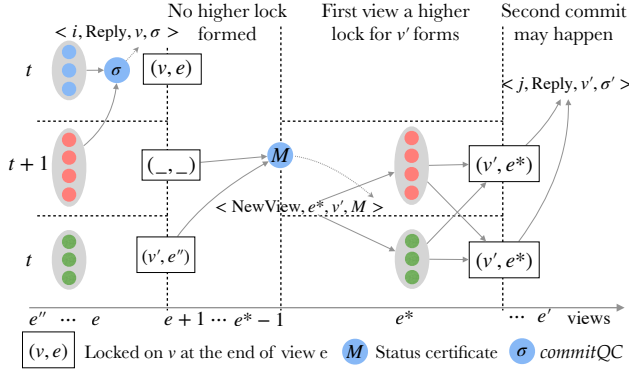 No higher lock formed
First view a higher lock for v′ forms
Second commit may happen
< i, Reply, v, σ >
t
σ
(v, e)
< j, Reply, v′, σ′ >
t + 1
(_, _)
M
(v′, e*)
< NewView, e*, v′, M >
t
(v′, e″)
(v′, e*)
e″ ··· e
e + 1 ··· e* − 1
e*
··· e′
views
(v, e) Locked on v at the end of view e
M Status certificate
σ commitQC